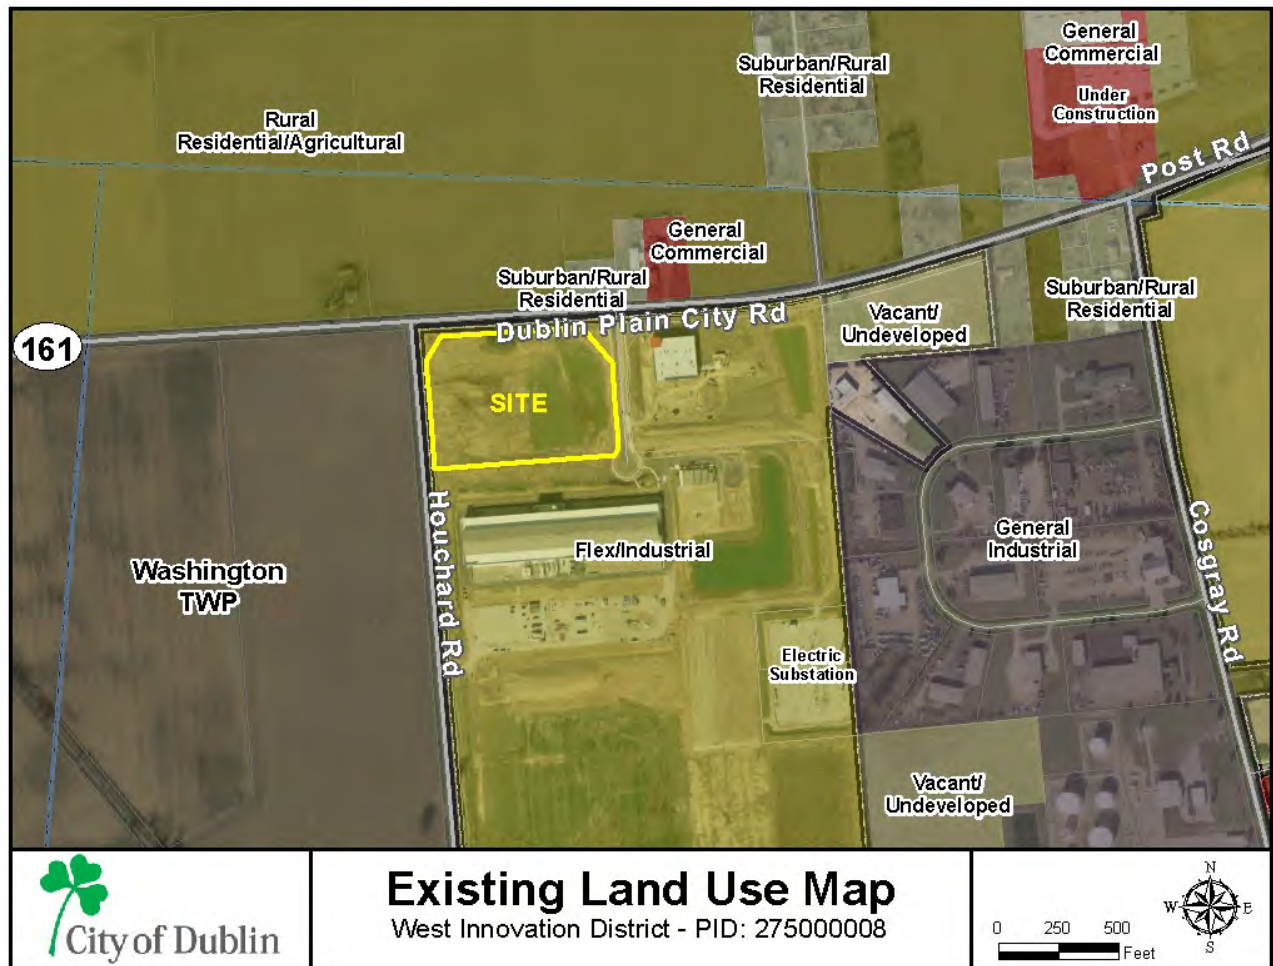 General
Commercial
Suburban/Rural
Residential
Under
Construction
Rural
Residential/Agricultural
Post Rd
General
Commercial
Suburban/Rural
Residential
Suburban/Rural
Residential
Vacant/
Undeveloped
Dublin Plain City Rd
161
SITE
Houchard Rd
Cosgray Rd
General
Industrial
Flex/Industrial
Washington
TWP
Electric
Substation
Vacant/
Undeveloped
City of Dublin
Existing Land Use Map
West Innovation District - PID: 275000008
0 250 500
Feet
N
W E
S